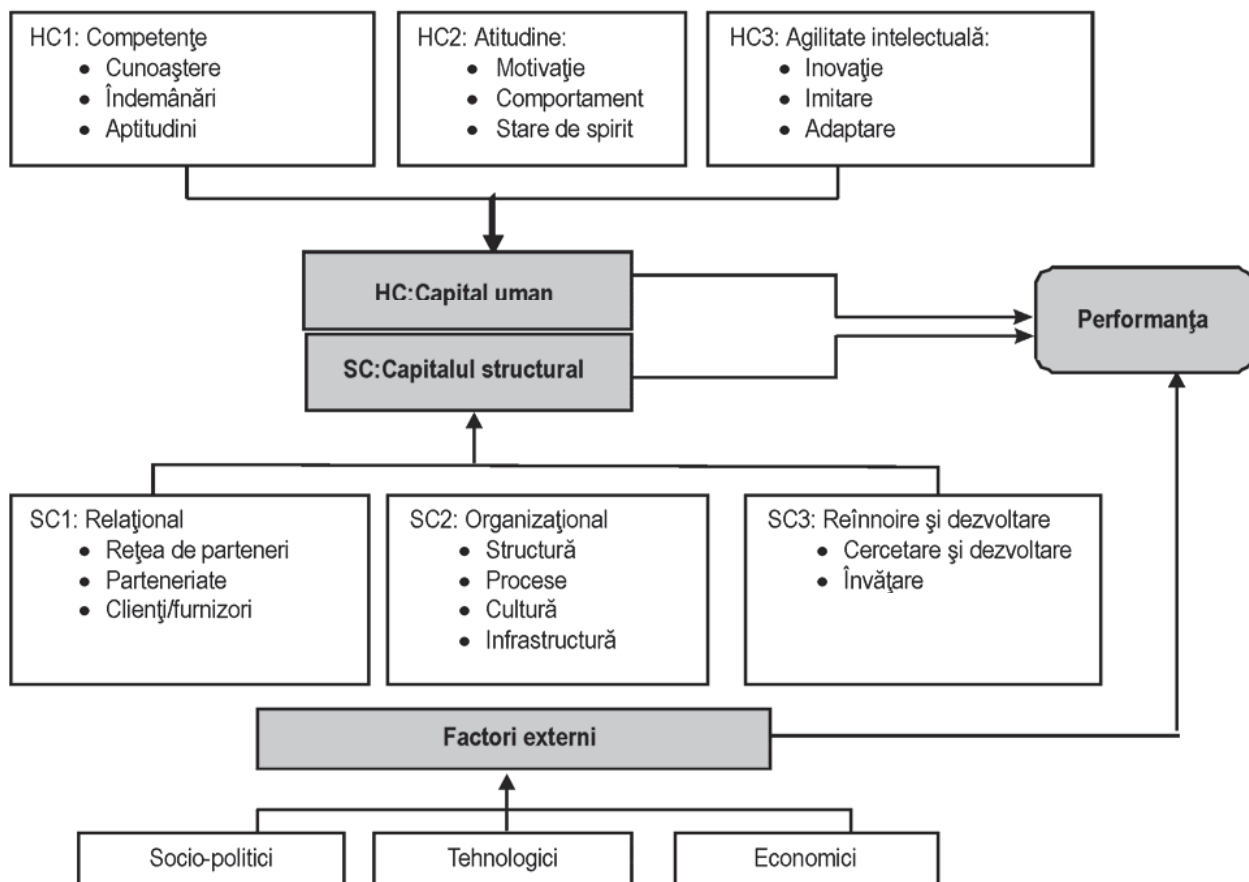 HC1: Competenţe
• Cunoaştere
• Îndemânări
• Aptitudini
HC2: Atitudine:
• Motivaţie
• Comportament
• Stare de spirit
HC3: Agilitate intelectuală:
• Inovaţie
• Imitare
• Adaptare
HC:Capital uman
SC:Capitalul structural
Performanţa
SC1: Relaţional
• Reţea de parteneri
• Parteneriate
• Clienţi/furnizori
SC2: Organizaţional
• Structură
• Procese
• Cultură
• Infrastructură
SC3: Reînnoire şi dezvoltare
• Cercetare şi dezvoltare
• Învăţare
Factori externi
Socio-politici
Tehnologici
Economici